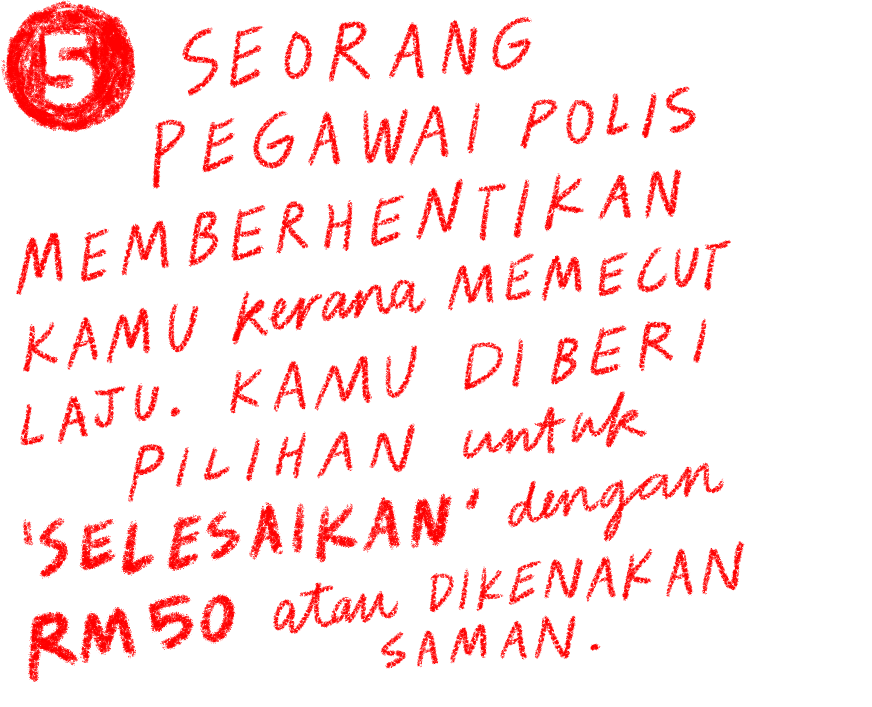 5 SEORANG
PEGAWAI POLIS
MEMBERHENTIKAN
KAMU kerana MEMECUT
LAJU. KAMU DIBERI
PILIHAN untuk
'SELESAIKAN' dengan
RM50 atau DIKENAKAN
SAMAN.